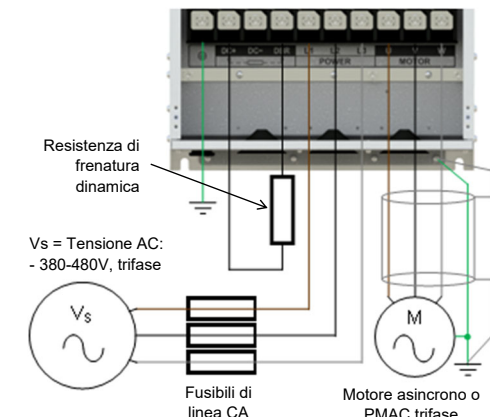 DC+ DC- DBR L1 L2 L3 U V W
POWER MOTOR
Resistenza di
frenatura
dinamica
Vs = Tensione AC:
- 380-480V, trifase
Vs
M
Fusibili di
linea CA
Motore asincrono o
PMAC trifase